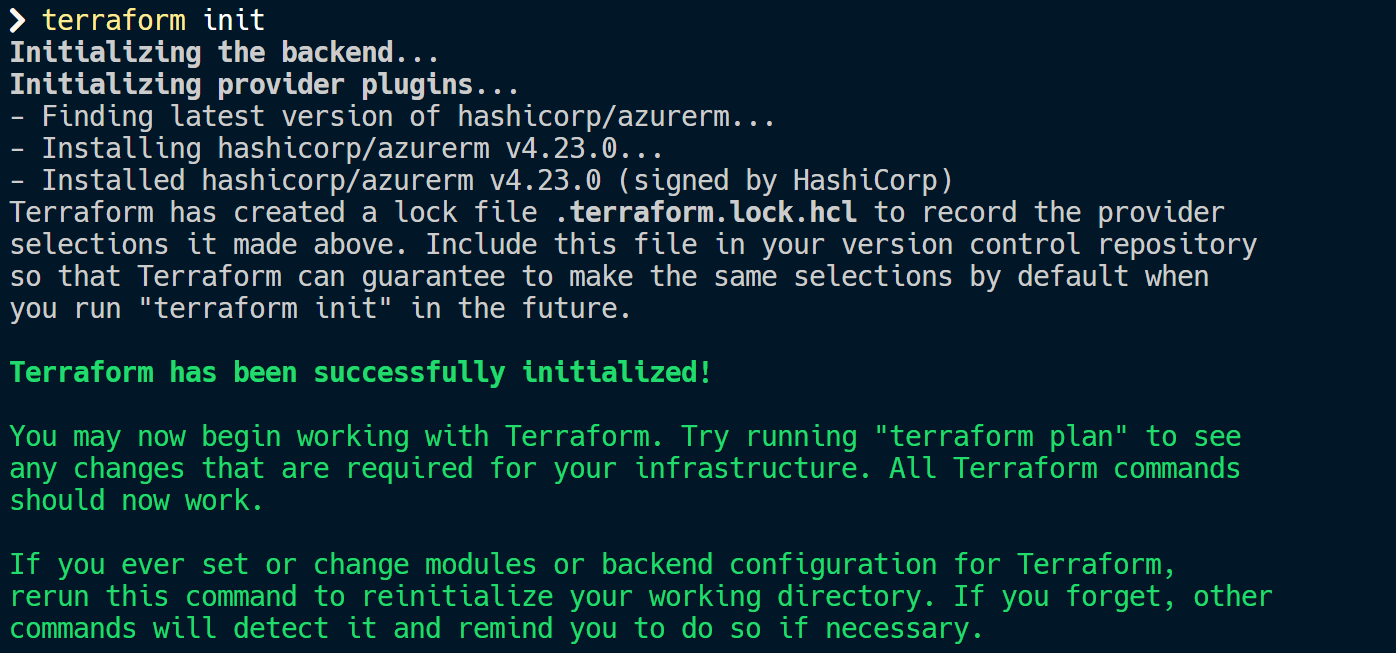 ❯ terraform init
Initializing the backend...
Initializing provider plugins...
- Finding latest version of hashicorp/azurerm...
- Installing hashicorp/azurerm v4.23.0...
- Installed hashicorp/azurerm v4.23.0 (signed by HashiCorp)
Terraform has created a lock file .terraform.lock.hcl to record the provider
selections it made above. Include this file in your version control repository
so that Terraform can guarantee to make the same selections by default when
you run "terraform init" in the future.
Terraform has been successfully initialized!
You may now begin working with Terraform. Try running "terraform plan" to see
any changes that are required for your infrastructure. All Terraform commands
should now work.
If you ever set or change modules or backend configuration for Terraform,
rerun this command to reinitialize your working directory. If you forget, other
commands will detect it and remind you to do so if necessary.